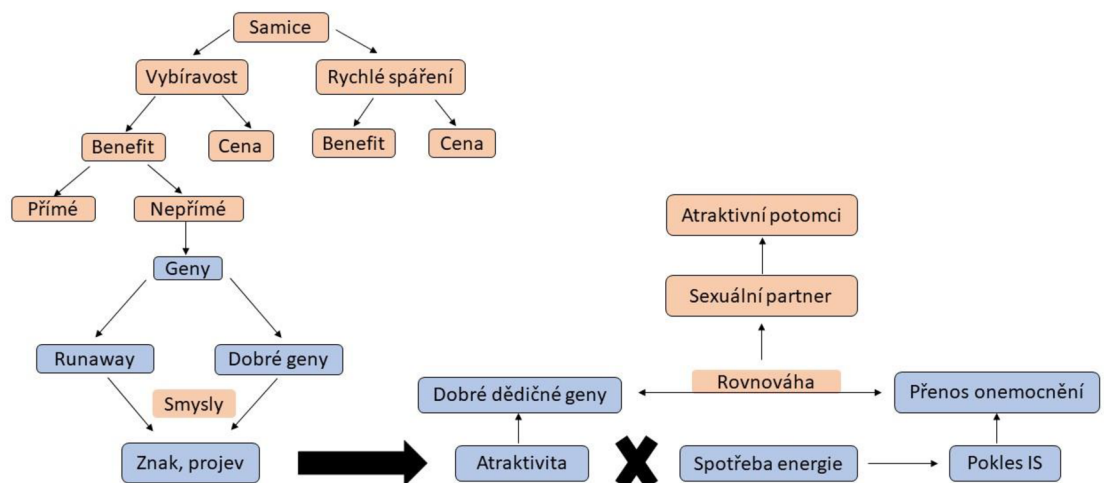 Samice
Vybíravost
Rychlé spáření
Benefit
Cena
Benefit
Cena
Přímé
Nepřímé
Geny
Runaway
Dobré geny
Smysly
Znak, projev
Atraktivní potomci
Sexuální partner
Rovnováha
Dobré dědičné geny
Přenos onemocnění
Atraktivita
Spotřeba energie
Pokles IS